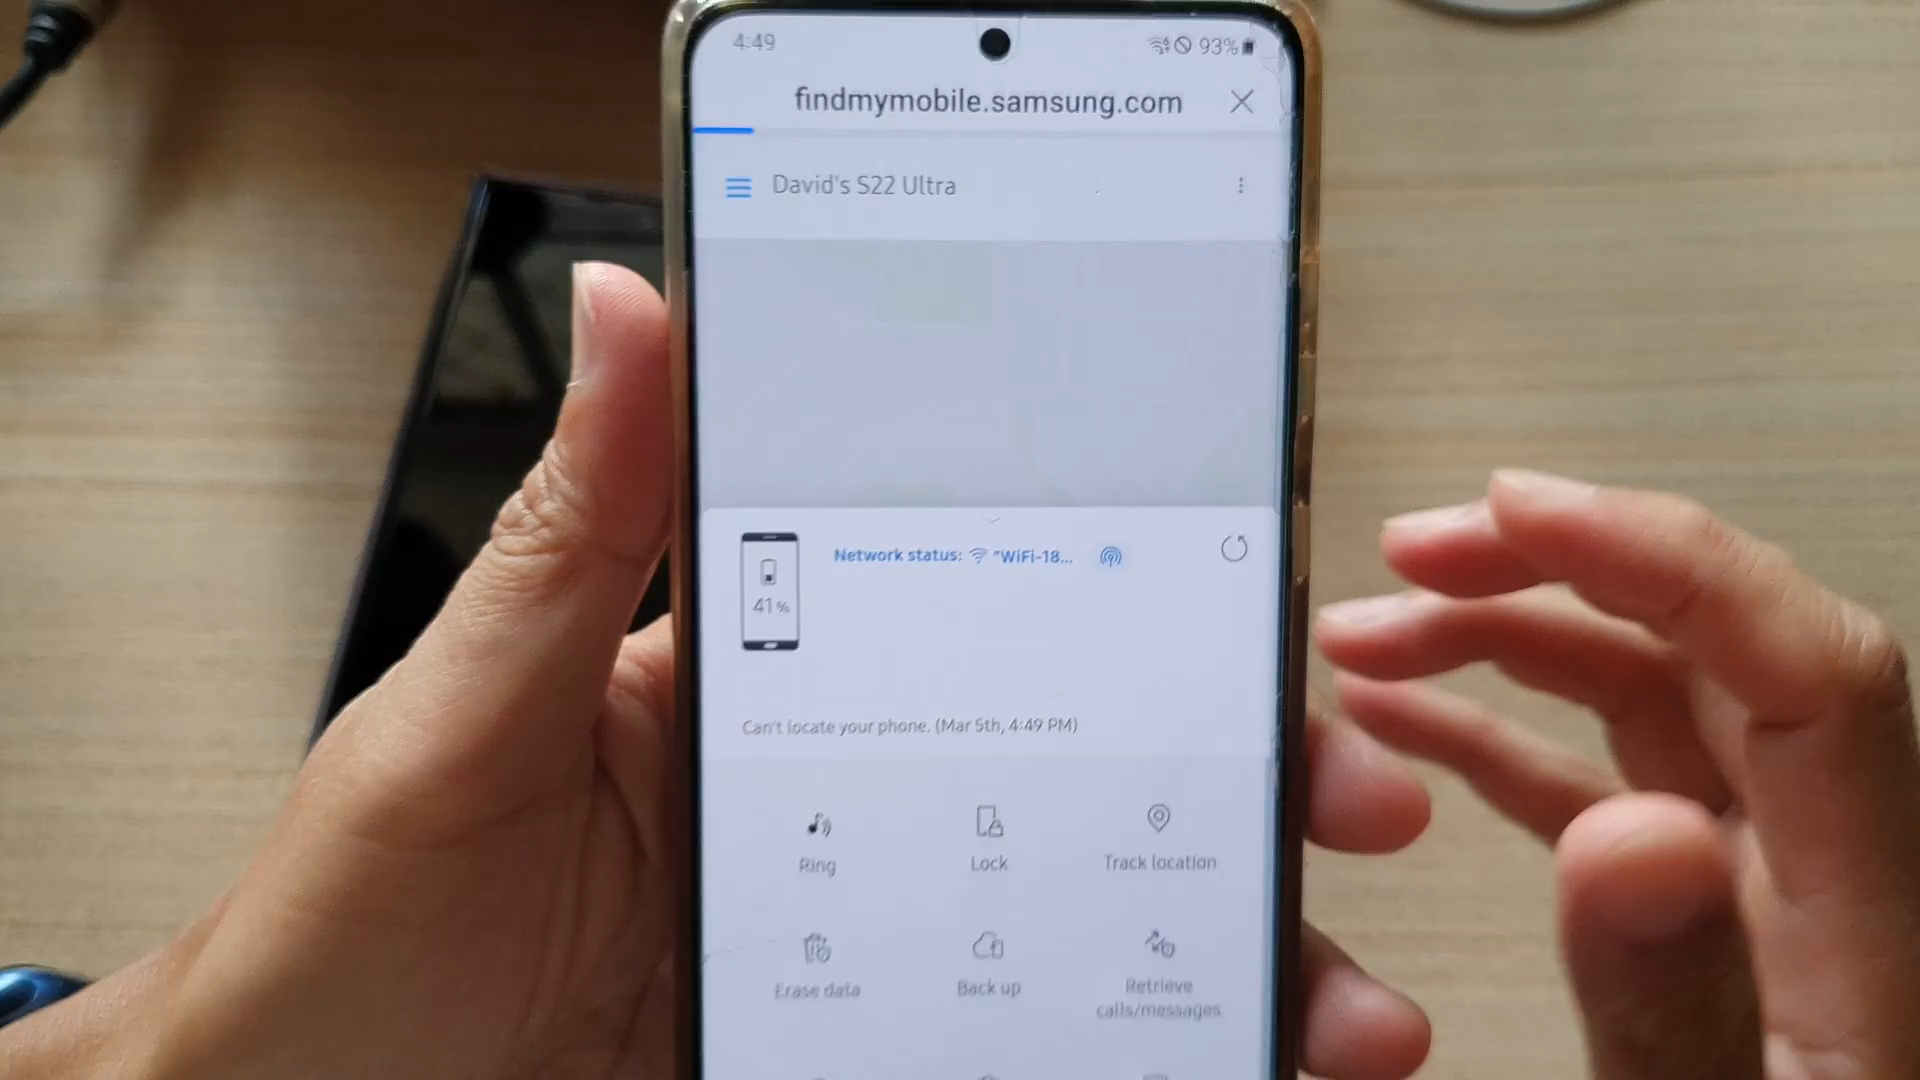 4:49
93%
findmymobile.samsung.com
David's S22 Ultra
Network status: "WiFi-18...
41%
Can't locate your phone. (Mar 5th, 4:49 PM)
Ring
Lock
Track location
Erase data
Back up
Retrieve
calls/messages